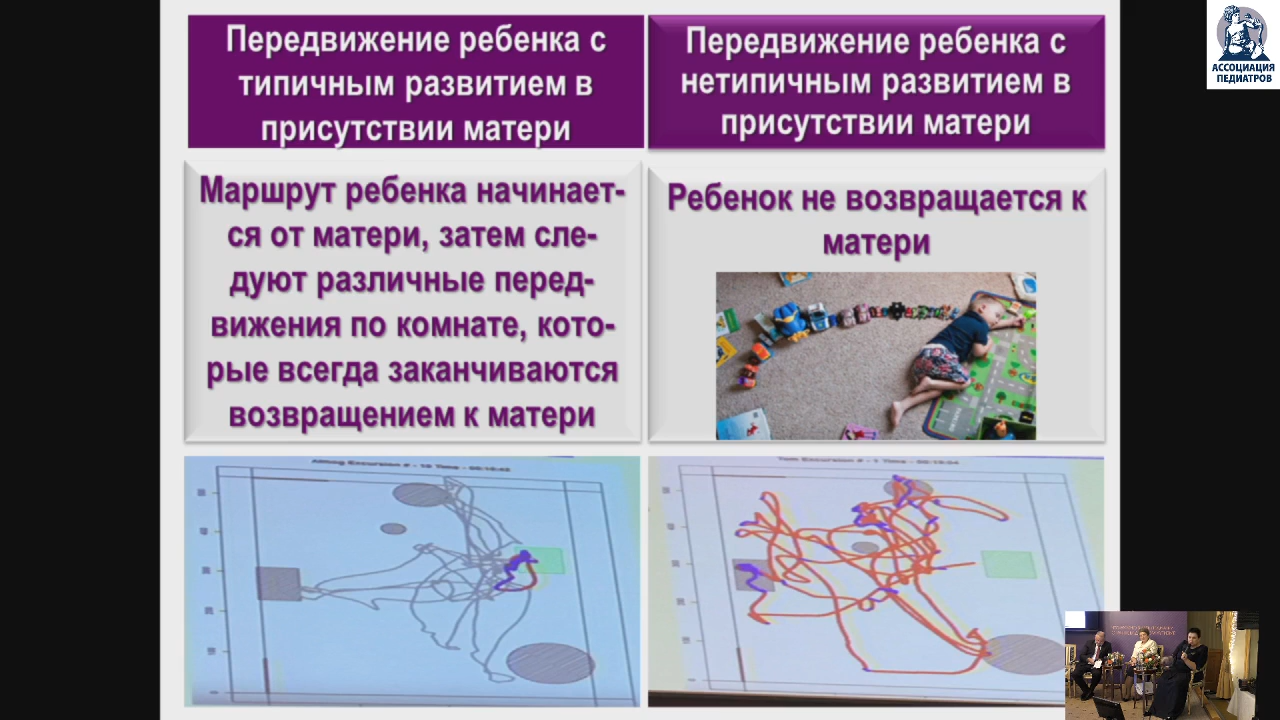 Передвижение ребенка с
типичным развитием в
присутствии матери
Передвижение ребенка с
нетипичным развитием в
присутствии матери
АССОЦИАЦИЯ
ПЕДИАТРОВ
Маршрут ребенка начинает-
ся от матери, затем сле-
дуют различные перед-
вижения по комнате, кото-
рые всегда заканчиваются
возвращением к матери
Ребенок не возвращается к
матери